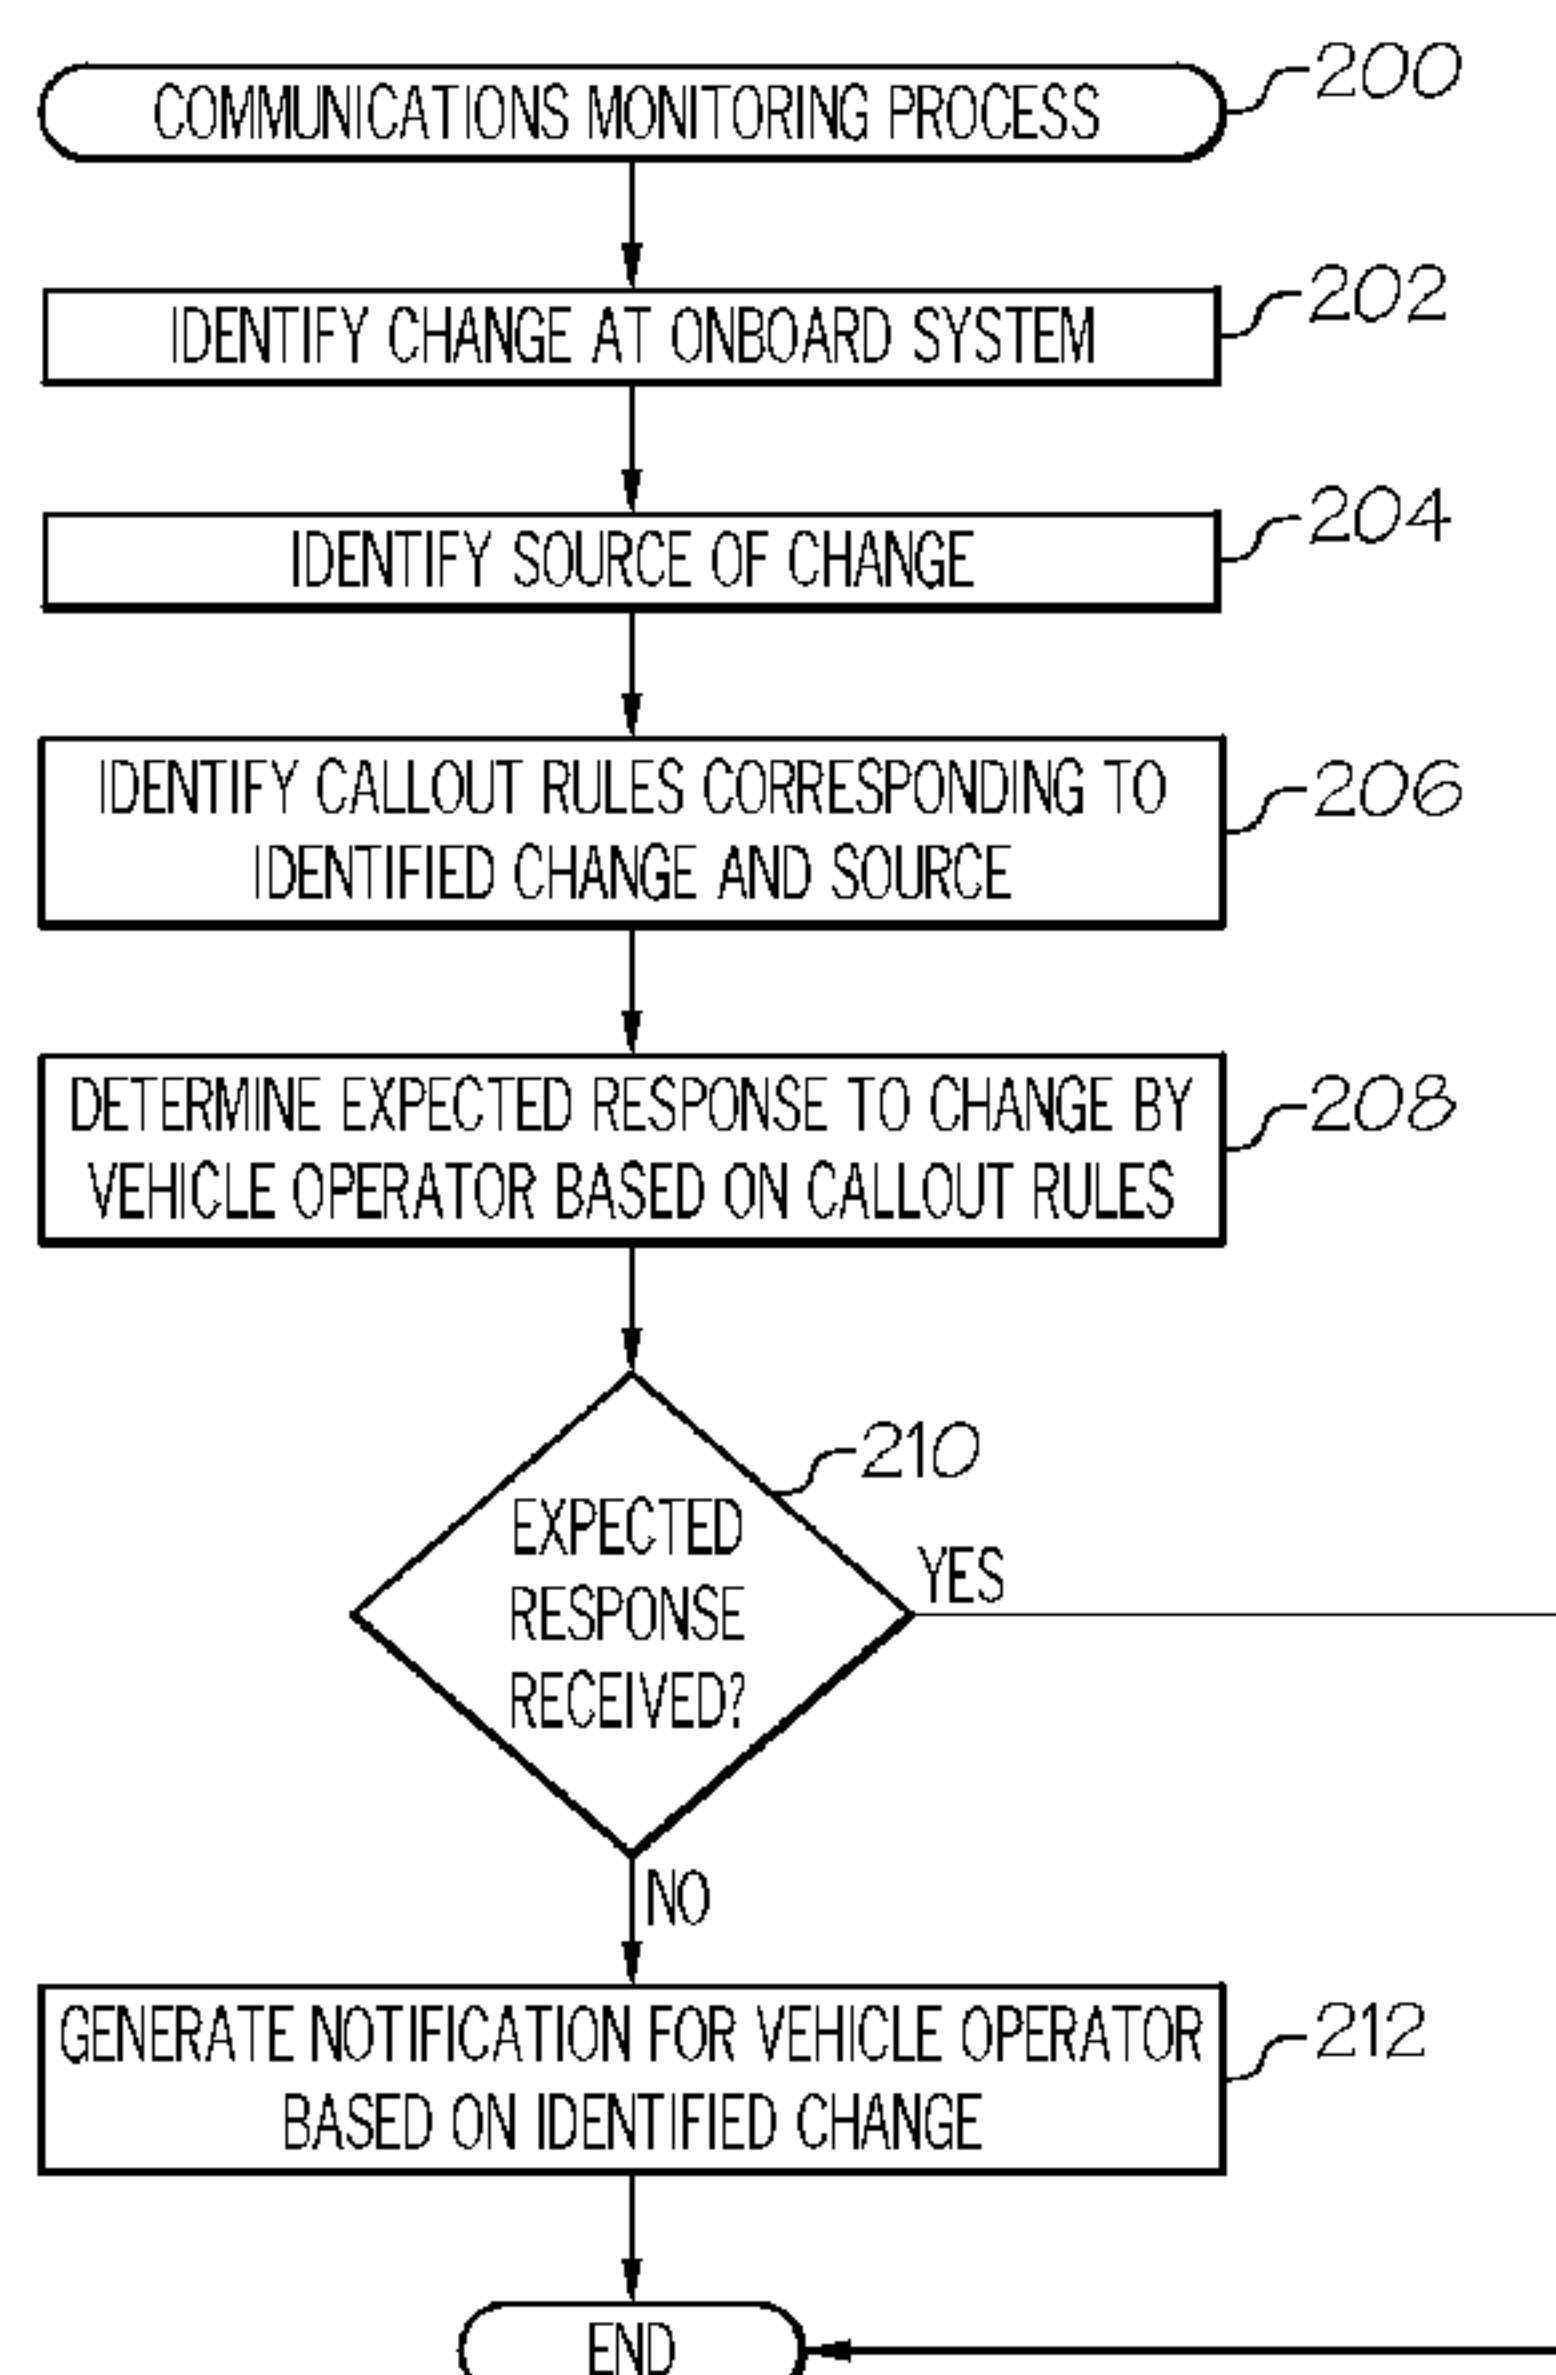 COMMUNICATIONS MONITORING PROCESS
200
IDENTIFY CHANGE AT ONBOARD SYSTEM
202
IDENTIFY SOURCE OF CHANGE
204
IDENTIFY CALLOUT RULES CORRESPONDING TO
IDENTIFIED CHANGE AND SOURCE
206
DETERMINE EXPECTED RESPONSE TO CHANGE BY
VEHICLE OPERATOR BASED ON CALLOUT RULES
208
210
EXPECTED
RESPONSE
RECEIVED?
YES
NO
GENERATE NOTIFICATION FOR VEHICLE OPERATOR
BASED ON IDENTIFIED CHANGE
212
END